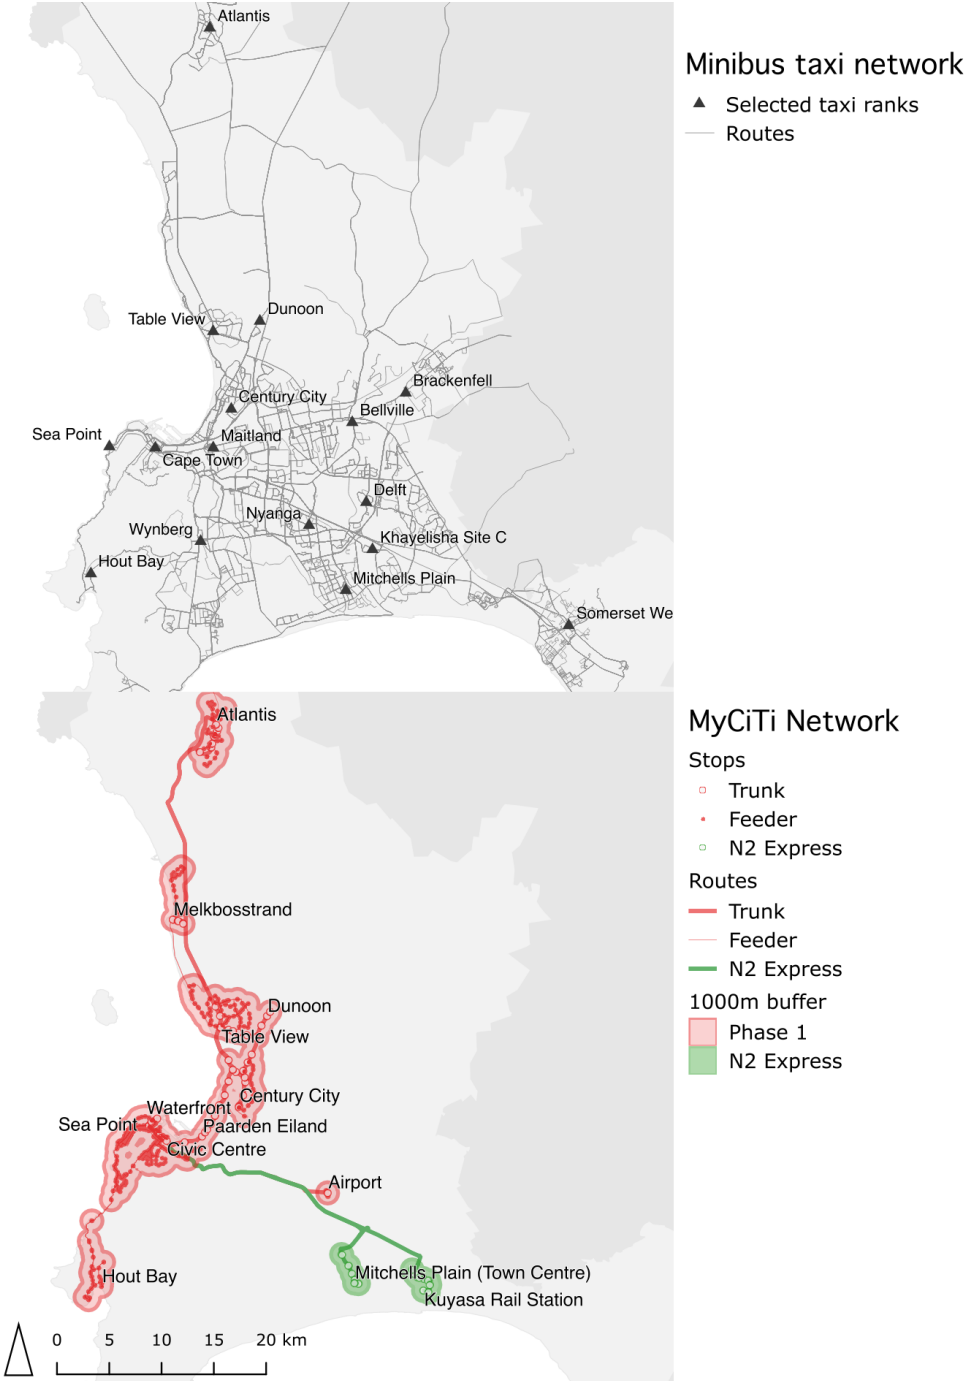 Atlantis
Minibus taxi network
Selected taxi ranks
Routes
Table View
Dunoon
Brackenfell
Century City
Bellville
Sea Point
Maitland
Cape Town
Delft
Nyanga
Wynberg
Khayelisha Site C
Hout Bay
Mitchells Plain
Somerset We
MyCiTi Network
Stops
Trunk
Feeder
N2 Express
Routes
Trunk
Feeder
N2 Express
1000m buffer
Phase 1
N2 Express
Atlantis
Melkbosstrand
Dunoon
Table View
Century City
Waterfront
Sea Point
Paarden Eiland
Civic Centre
Airport
Mitchells Plain (Town Centre)
Hout Bay
Kuyasa Rail Station
0 5 10 15 20 km